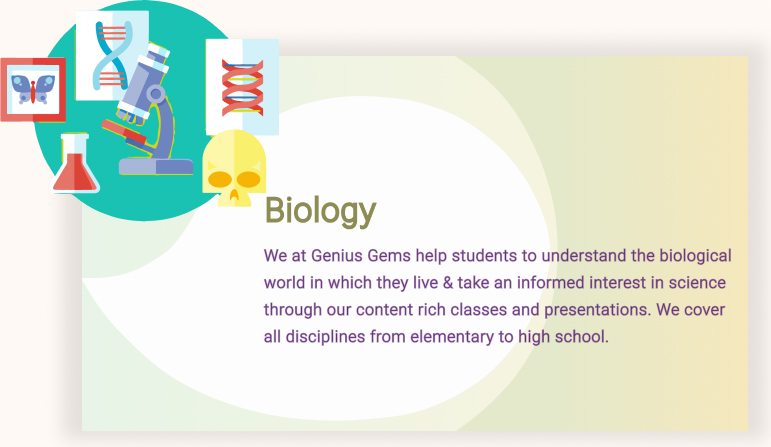 Biology
We at Genius Gems help students to understand the biological
world in which they live & take an informed interest in science
through our content rich classes and presentations. We cover
all disciplines from elementary to high school.